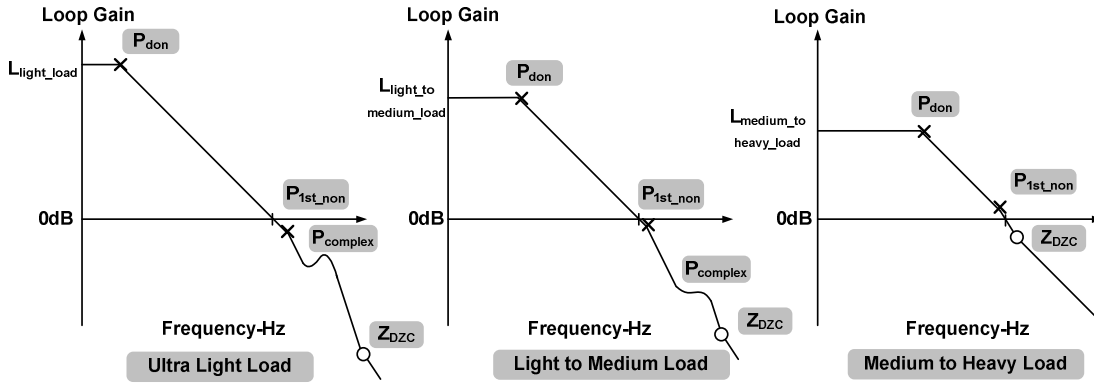 Loop Gain
P_don
L_light_load
P_1st_non
0dB
P_complex
Z_DZC
Frequency-Hz
Ultra Light Load
Loop Gain
P_don
L_light_to
medium_load
P_1st_non
0dB
P_complex
Z_DZC
Frequency-Hz
Light to Medium Load
Loop Gain
P_don
L_medium_to
heavy_load
P_1st_non
0dB
Z_DZC
Frequency-Hz
Medium to Heavy Load